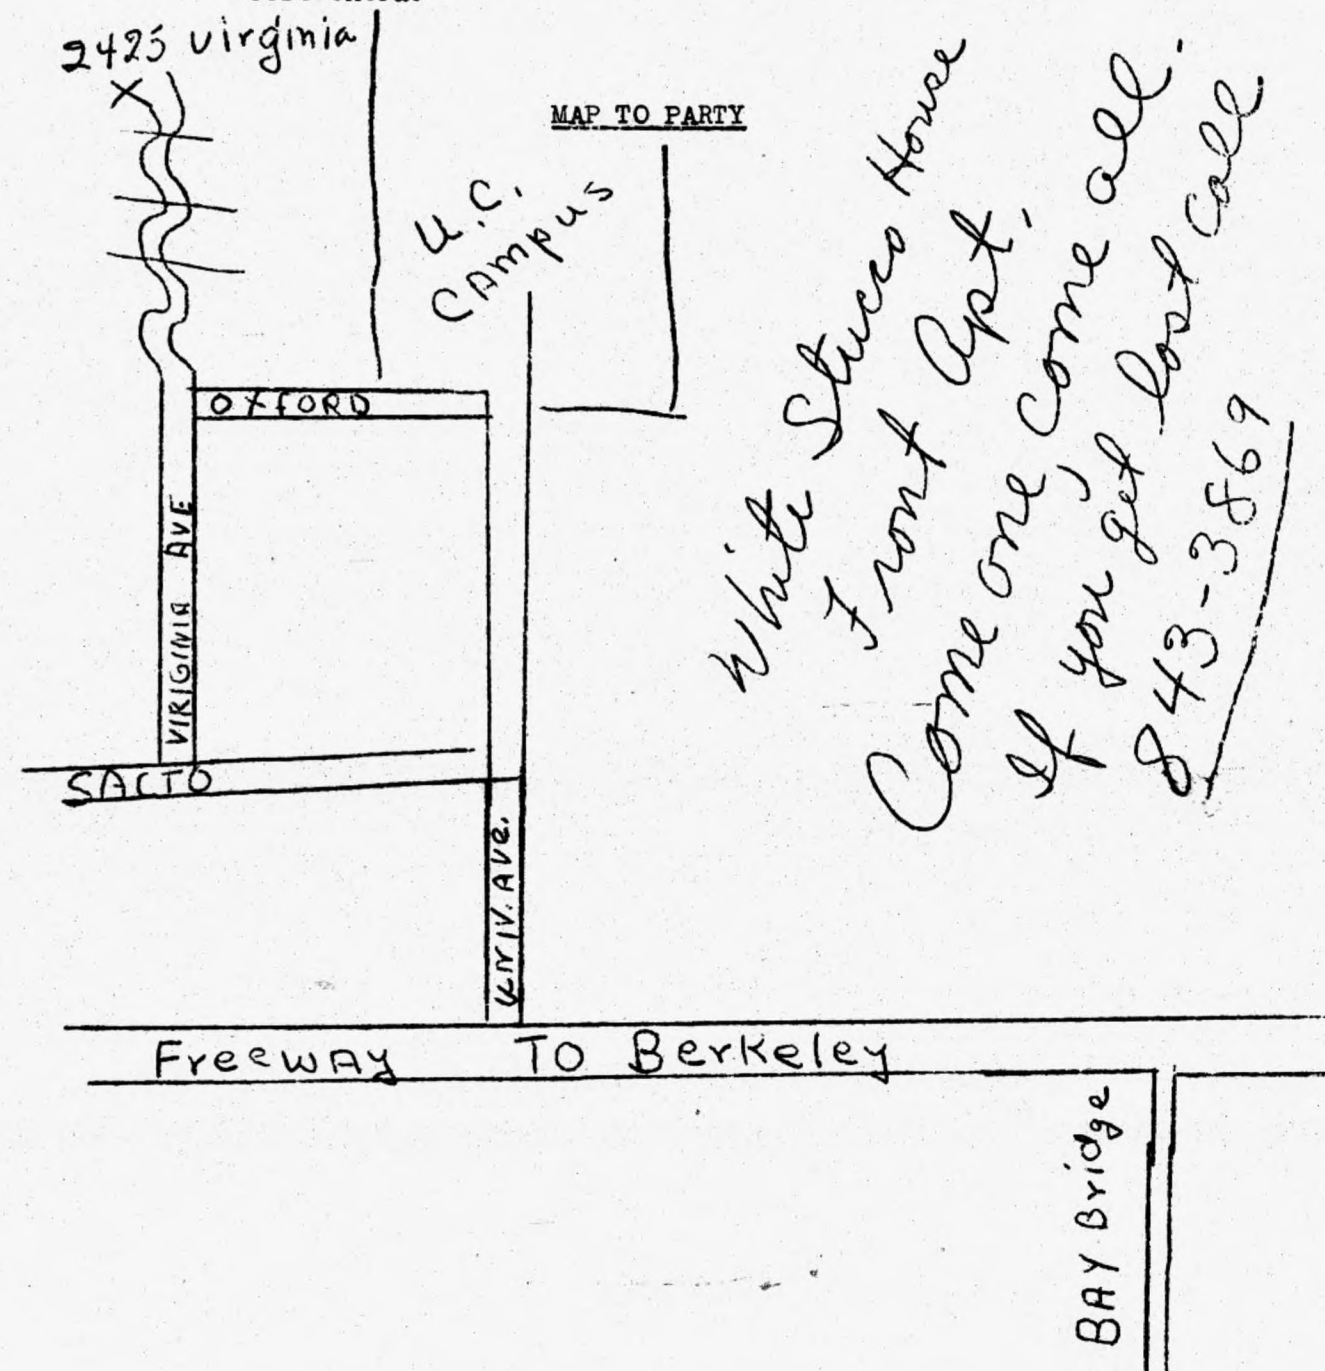 2425 virginia
MAP TO PARTY
U.C.
CAmpus
White Stucco House
Front Apt.
Come one, come all.
If you get lost call
843-3869
OXFORD
VIRIGINIA AVE
SACTO
UNIV. AVE.
Freeway TO Berkeley
BAY Bridge